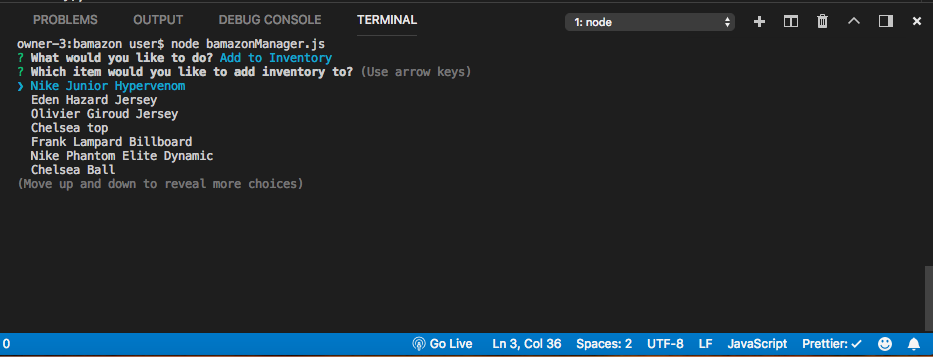 PROBLEMS OUTPUT DEBUG CONSOLE TERMINAL 1: node
owner-3:bamazon user$ node bamazonManager.js
? What would you like to do? Add to Inventory
? Which item would you like to add inventory to? (Use arrow keys)
❯ Nike Junior Hypervenom
Eden Hazard Jersey
Olivier Giroud Jersey
Chelsea top
Frank Lampard Billboard
Nike Phantom Elite Dynamic
Chelsea Ball
(Move up and down to reveal more choices)
0 Go Live Ln 3, Col 36 Spaces: 2 UTF-8 LF JavaScript Prettier: ✓